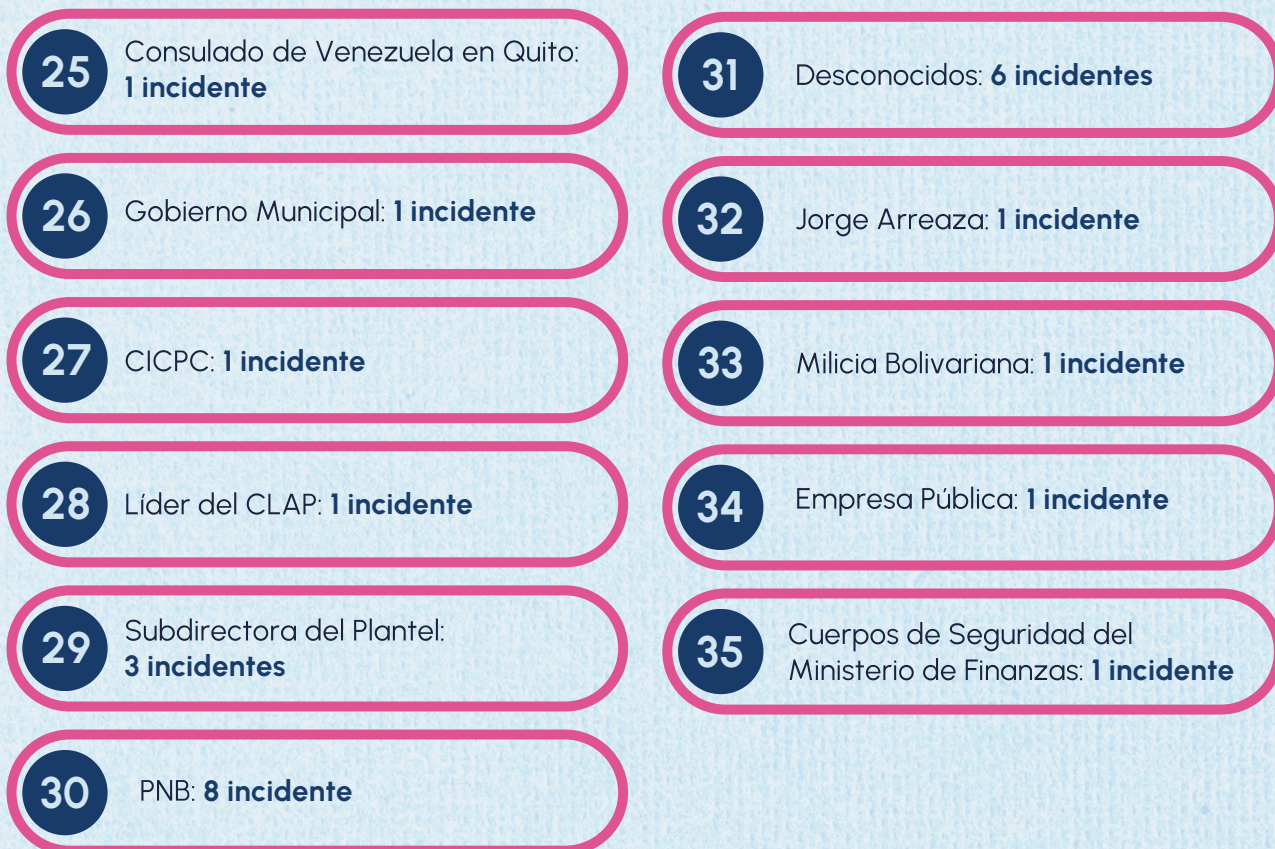 25
Consulado de Venezuela en Quito:
1 incidente
26
Gobierno Municipal: 1 incidente
27
CICPC: 1 incidente
28
Líder del CLAP: 1 incidente
29
Subdirectora del Plantel:
3 incidentes
30
PNB: 8 incidente
31
Desconocidos: 6 incidentes
32
Jorge Arreaza: 1 incidente
33
Milicia Bolivariana: 1 incidente
34
Empresa Pública: 1 incidente
35
Cuerpos de Seguridad del
Ministerio de Finanzas: 1 incidente